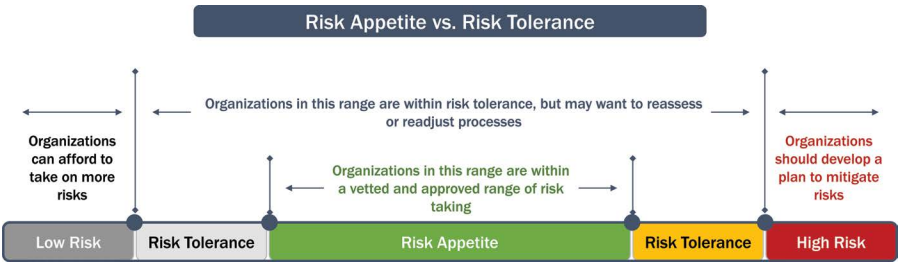 Risk Appetite vs. Risk Tolerance
Organizations in this range are within risk tolerance, but may want to reassess
or readjust processes
Organizations
can afford to
take on more
risks
Organizations in this range are within
a vetted and approved range of risk
taking
Organizations
should develop a
plan to mitigate
risks
Low Risk
Risk Tolerance
Risk Appetite
Risk Tolerance
High Risk